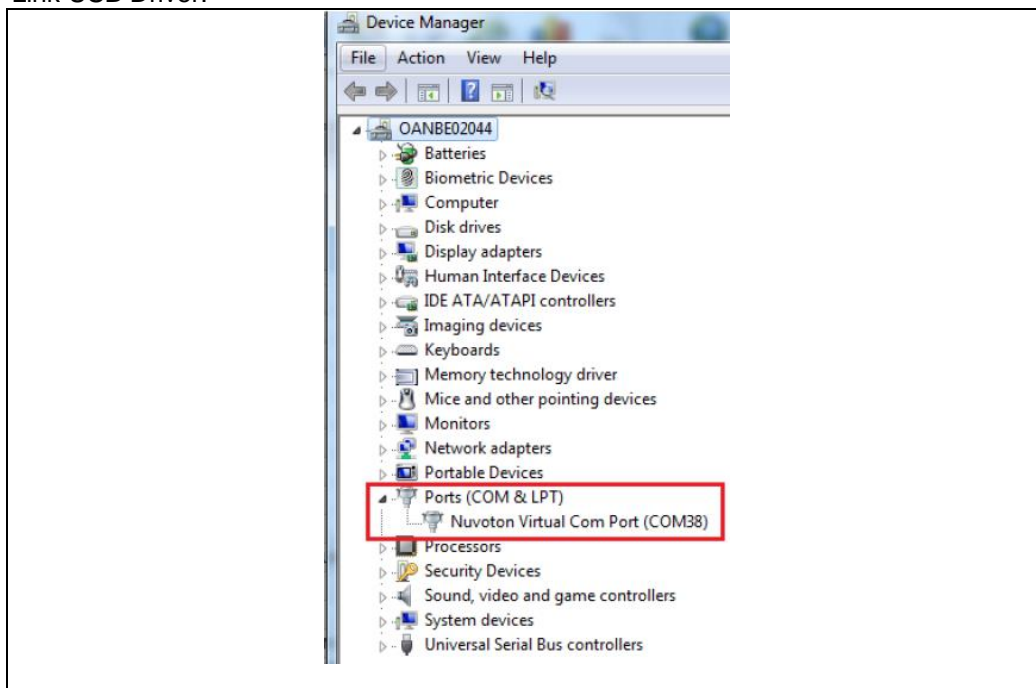 Link USB Driver.
Device Manager
File Action View Help
OANBE02044
Batteries
Biometric Devices
Computer
Disk drives
Display adapters
Human Interface Devices
IDE ATA/ATAPI controllers
Imaging devices
Keyboards
Memory technology driver
Mice and other pointing devices
Monitors
Network adapters
Portable Devices
Ports (COM & LPT)
Nuvoton Virtual Com Port (COM38)
Processors
Security Devices
Sound, video and game controllers
System devices
Universal Serial Bus controllers